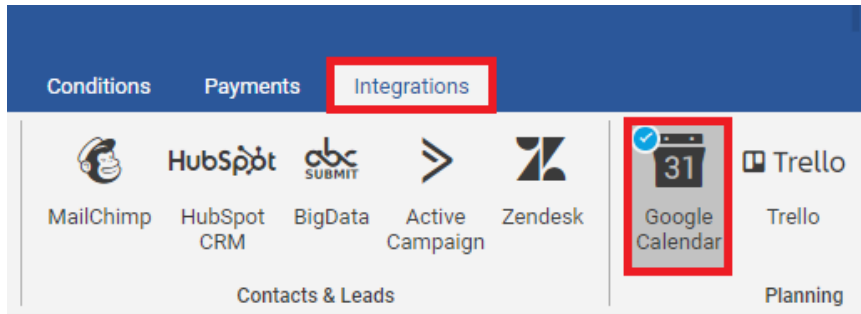 Conditions Payments Integrations
HubSpot abc SUBMIT 31 Trello
MailChimp HubSpot CRM BigData Active Campaign Zendesk Google Calendar Trello
Contacts & Leads Planning